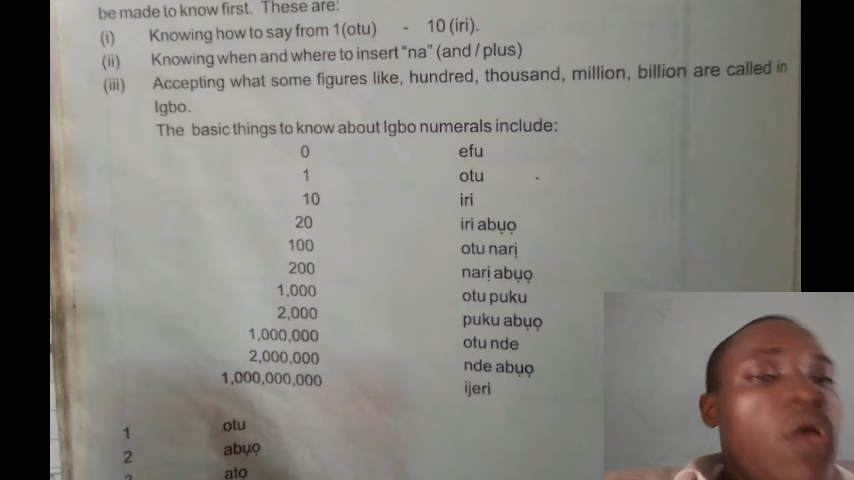 be made to know first. These are:
(i) Knowing how to say from 1(otu) - 10 (iri).
(ii) Knowing when and where to insert “na” (and / plus)
(iii) Accepting what some figures like, hundred, thousand, million, billion are called in
Igbo.
The basic things to know about Igbo numerals include:
0 efu
1 otu
10 iri
20 iri abụọ
100 otu narị
200 narị abụọ
1,000 otu puku
2,000 puku abụọ
1,000,000 otu nde
2,000,000 nde abụọ
1,000,000,000 ijeri
1 otu
2 abụọ
3 atọ